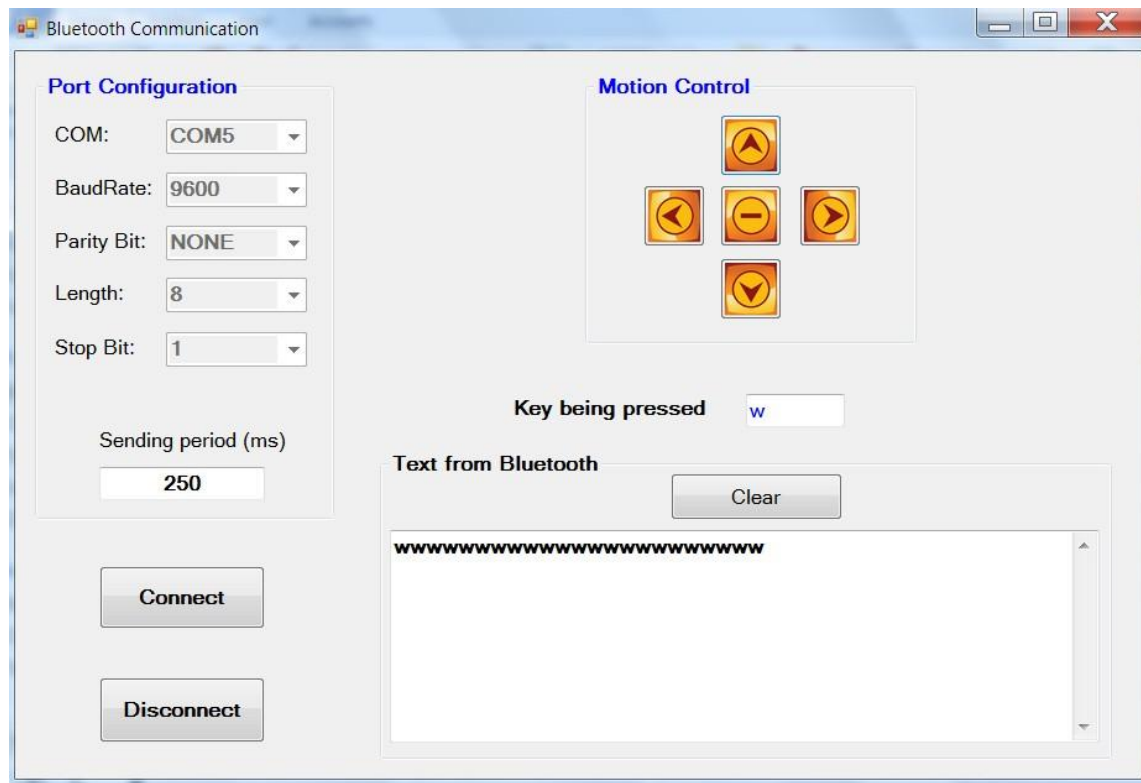 Bluetooth Communication
Port Configuration
COM: COM5
BaudRate: 9600
Parity Bit: NONE
Length: 8
Stop Bit: 1
Sending period (ms)
250
Connect
Disconnect
Motion Control
Key being pressed w
Text from Bluetooth
Clear
wwwwwwwwwwwwwwwwwwwwwww